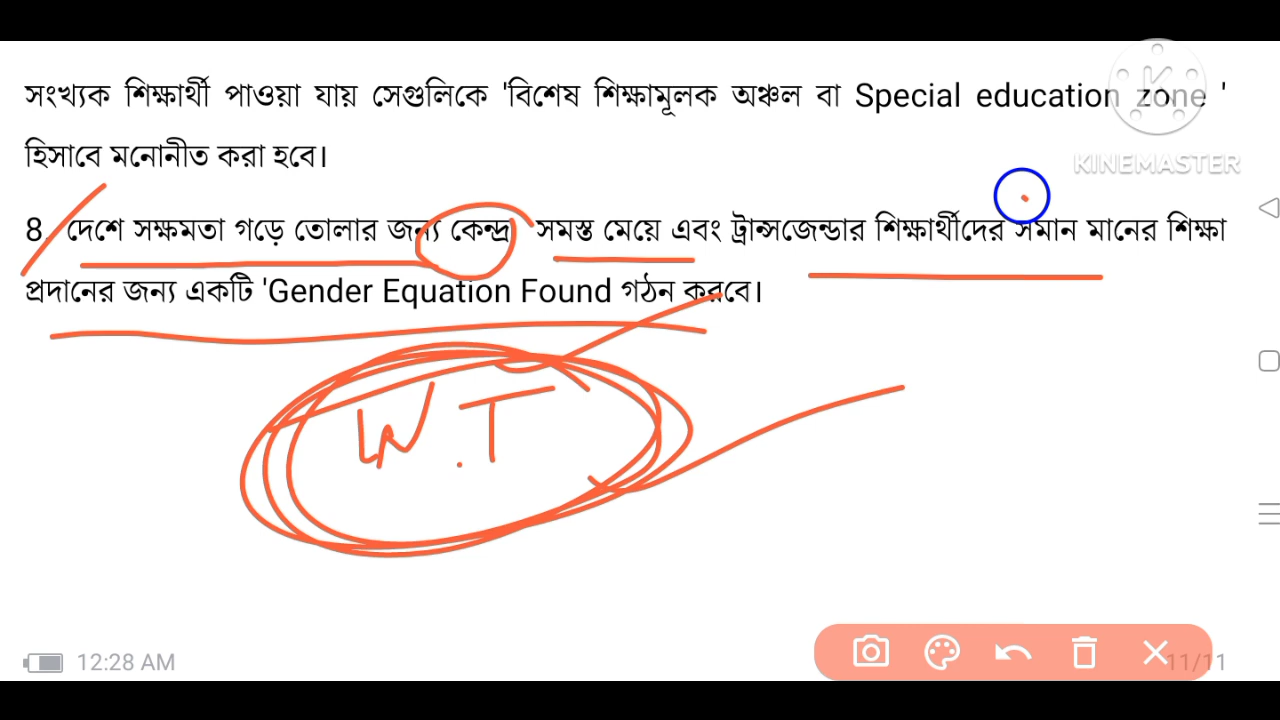 সংখ্যক শিক্ষার্থী পাওয়া যায় সেগুলিকে 'বিশেষ শিক্ষামূলক অঞ্চল বা Special education zone '
KINEMASTER
হিসাবে মনোনীত করা হবে।
8. দেশে সক্ষমতা গড়ে তোলার জন্য কেন্দ্র সমস্ত মেয়ে এবং ট্রান্সজেন্ডার শিক্ষার্থীদের সমান মানের শিক্ষা
প্রদানের জন্য একটি 'Gender Equation Found গঠন করবে।
12:28 AM
11/11